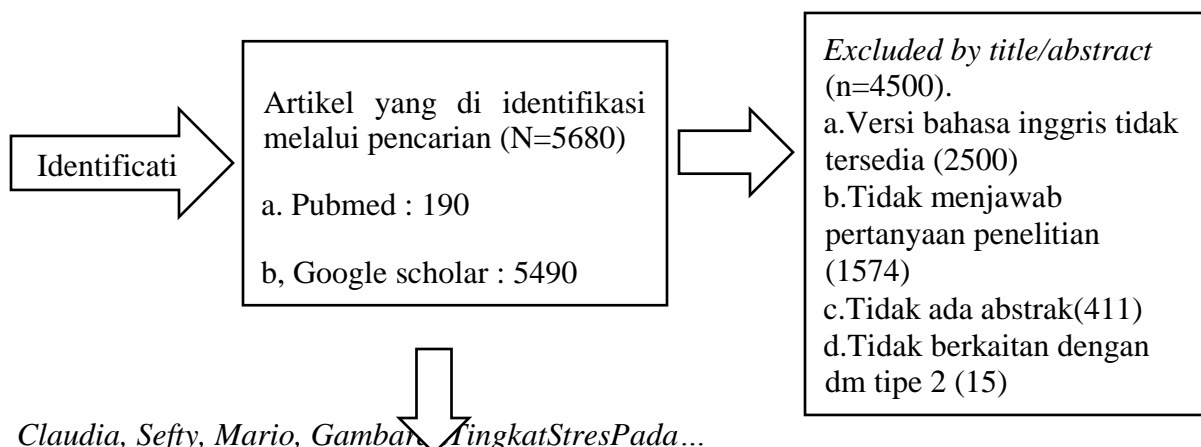 Identificati
Artikel yang di identifikasi
melalui pencarian (N=5680)
a. Pubmed : 190
b, Google scholar : 5490
Excluded by title/abstract
(n=4500).
a.Versi bahasa inggris tidak
tersedia (2500)
b.Tidak menjawab
pertanyaan penelitian
(1574)
c.Tidak ada abstrak(411)
d.Tidak berkaitan dengan
dm tipe 2 (15)
Claudia, Sefty, Mario, TingkatStresPada…